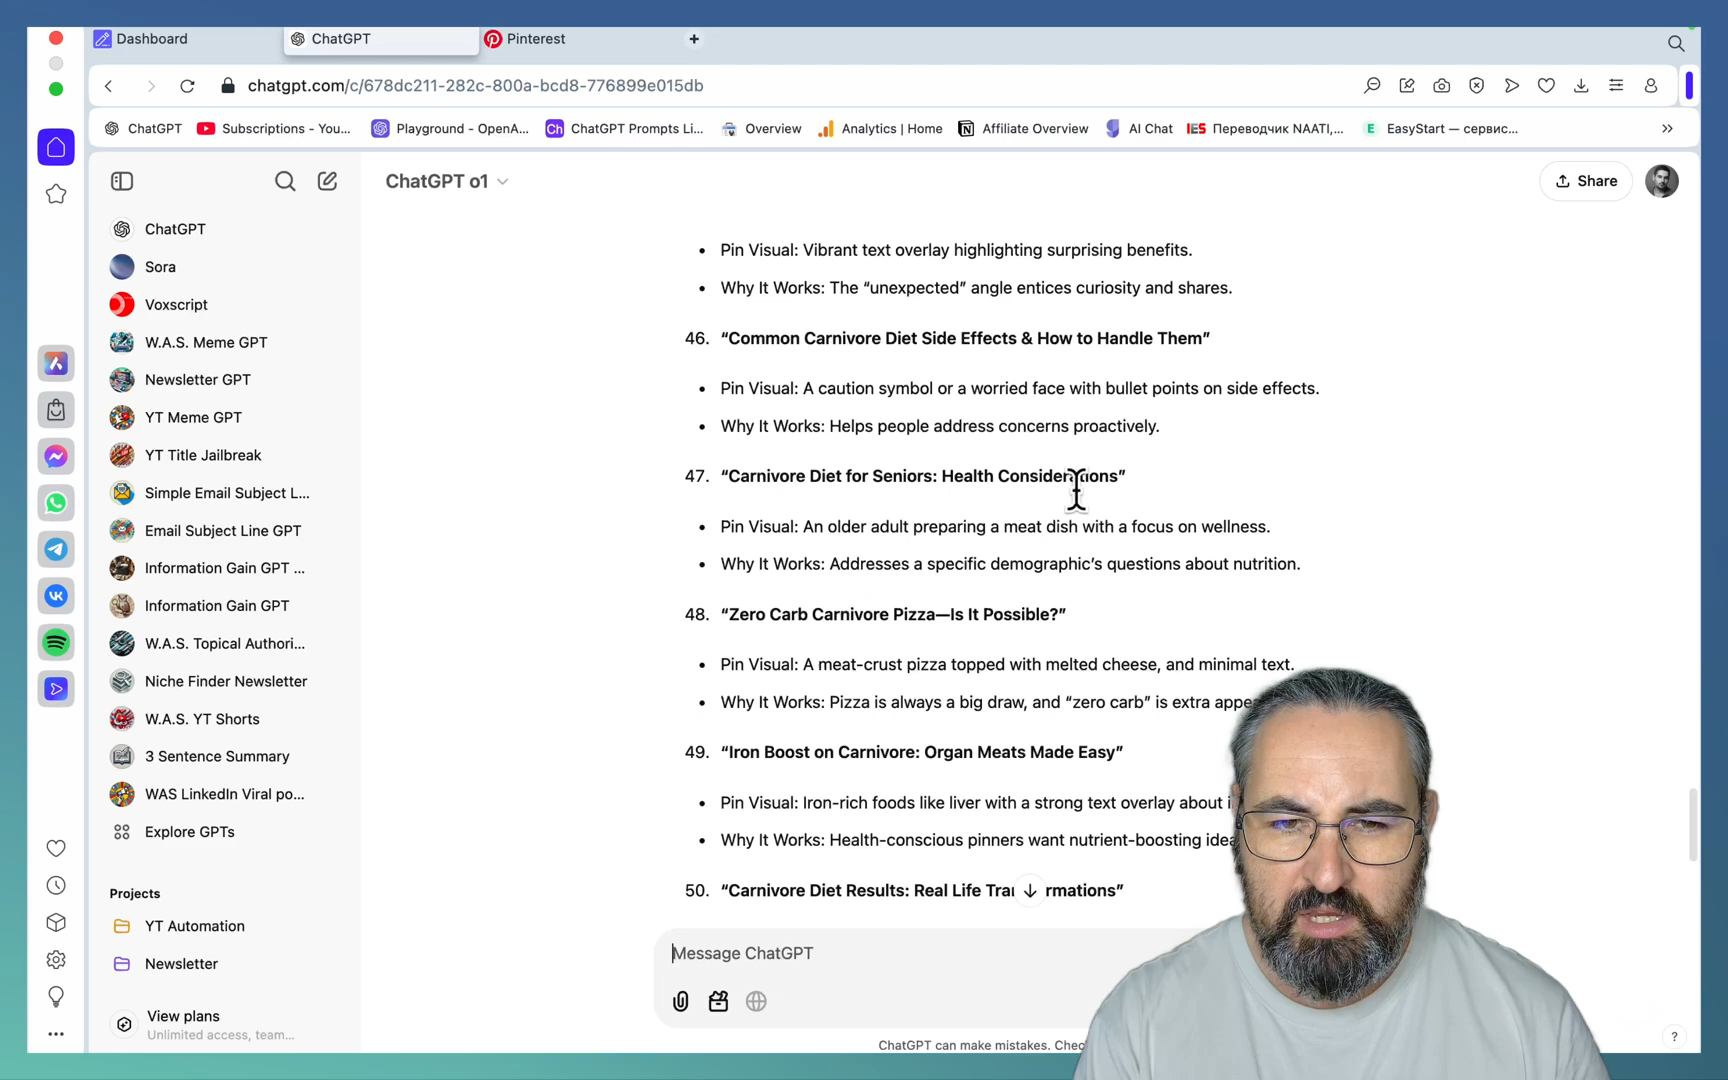 Dashboard
ChatGPT
Pinterest
chatgpt.com/c/678dc211-282c-800a-bcd8-776899e015db
ChatGPT
Subscriptions - You...
Playground - OpenA...
Ch
ChatGPT Prompts Li...
Overview
Analytics | Home
Affiliate Overview
AI Chat
IES
Переводчик NAATI,...
E
EasyStart — сервис...
ChatGPT
Sora
Voxscript
W.A.S. Meme GPT
Newsletter GPT
YT Meme GPT
YT Title Jailbreak
Simple Email Subject L...
Email Subject Line GPT
Information Gain GPT ...
Information Gain GPT
W.A.S. Topical Authori...
Niche Finder Newsletter
W.A.S. YT Shorts
3 Sentence Summary
WAS LinkedIn Viral po...
Explore GPTs
Projects
YT Automation
Newsletter
View plans
Unlimited access, team...
ChatGPT o1
Share
• Pin Visual: Vibrant text overlay highlighting surprising benefits.
• Why It Works: The “unexpected” angle entices curiosity and shares.
46. “Common Carnivore Diet Side Effects & How to Handle Them”
• Pin Visual: A caution symbol or a worried face with bullet points on side effects.
• Why It Works: Helps people address concerns proactively.
47. “Carnivore Diet for Seniors: Health Considerations”
• Pin Visual: An older adult preparing a meat dish with a focus on wellness.
• Why It Works: Addresses a specific demographic’s questions about nutrition.
48. “Zero Carb Carnivore Pizza—Is It Possible?”
• Pin Visual: A meat-crust pizza topped with melted cheese, and minimal text.
• Why It Works: Pizza is always a big draw, and “zero carb” is extra
49. “Iron Boost on Carnivore: Organ Meats Made Easy”
• Pin Visual: Iron-rich foods like liver with a strong text overlay about
• Why It Works: Health-conscious pinners want nutrient-boosting
50. “Carnivore Diet Results: Real Life Transformations”
Message ChatGPT
ChatGPT can make mistakes.
?